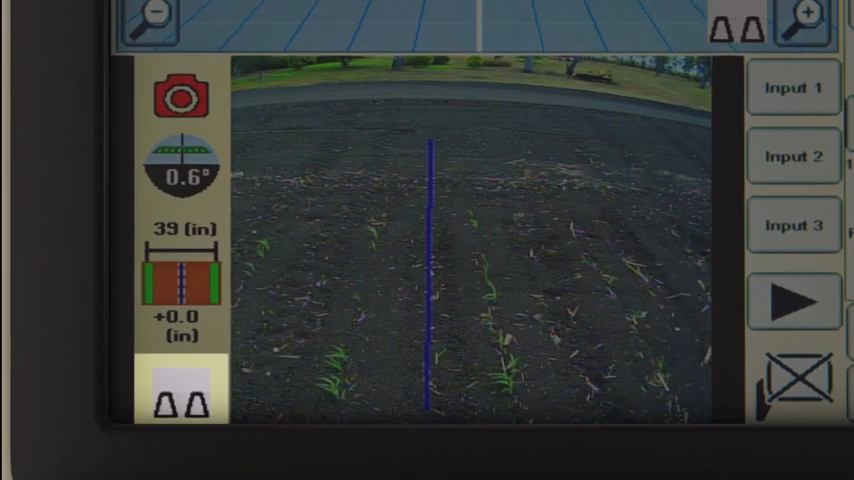 Input 1
Input 2
0.6°
39 (in)
Input 3
+0.0
(in)